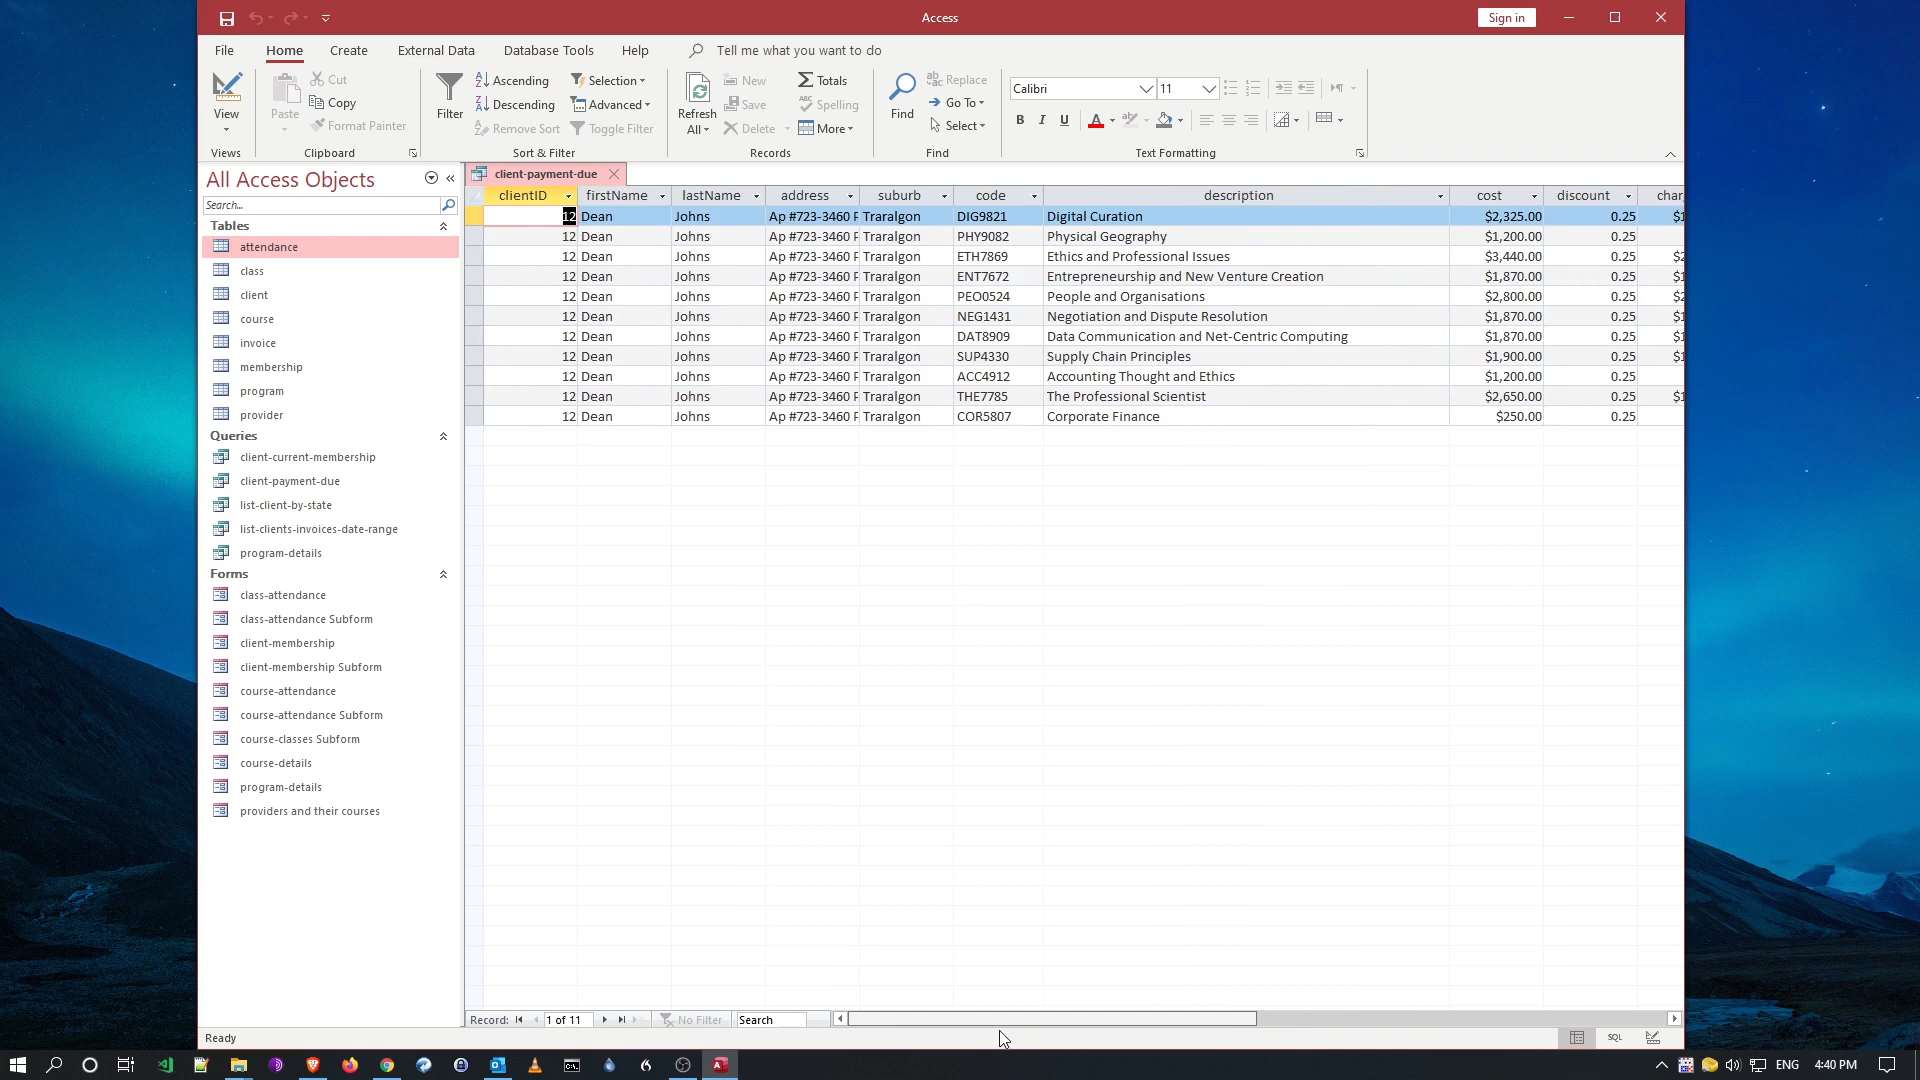 Access
Sign in
File Home Create External Data Database Tools Help Tell me what you want to do
View
Views
Paste
Cut
Copy
Format Painter
Clipboard
Filter
Ascending
Descending
Remove Sort
Selection
Advanced
Toggle Filter
Sort & Filter
Refresh All
New
Save
Delete
Totals
Spelling
More
Records
Find
Replace
Go To
Select
Find
Calibri 11
B I U
Text Formatting
All Access Objects
Search...
Tables
attendance
class
client
course
invoice
membership
program
provider
Queries
client-current-membership
client-payment-due
list-client-by-state
list-clients-invoices-date-range
program-details
Forms
class-attendance
class-attendance Subform
client-membership
client-membership Subform
course-attendance
course-attendance Subform
course-classes Subform
course-details
program-details
providers and their courses
client-payment-due
clientID firstName lastName address suburb code description cost discount char
12 Dean Johns Ap #723-3460 P Traralgon DIG9821 Digital Curation $2,325.00 0.25 $1
12 Dean Johns Ap #723-3460 P Traralgon PHY9082 Physical Geography $1,200.00 0.25
12 Dean Johns Ap #723-3460 P Traralgon ETH7869 Ethics and Professional Issues $3,440.00 0.25 $2
12 Dean Johns Ap #723-3460 P Traralgon ENT7672 Entrepreneurship and New Venture Creation $1,870.00 0.25 $1
12 Dean Johns Ap #723-3460 P Traralgon PEO0524 People and Organisations $2,800.00 0.25 $2
12 Dean Johns Ap #723-3460 P Traralgon NEG1431 Negotiation and Dispute Resolution $1,870.00 0.25 $1
12 Dean Johns Ap #723-3460 P Traralgon DAT8909 Data Communication and Net-Centric Computing $1,870.00 0.25 $1
12 Dean Johns Ap #723-3460 P Traralgon SUP4330 Supply Chain Principles $1,900.00 0.25 $1
12 Dean Johns Ap #723-3460 P Traralgon ACC4912 Accounting Thought and Ethics $1,200.00 0.25
12 Dean Johns Ap #723-3460 P Traralgon THE7785 The Professional Scientist $2,650.00 0.25 $1
12 Dean Johns Ap #723-3460 P Traralgon COR5807 Corporate Finance $250.00 0.25
Record: 1 of 11 No Filter Search
Ready
SQL
ENG 4:40 PM